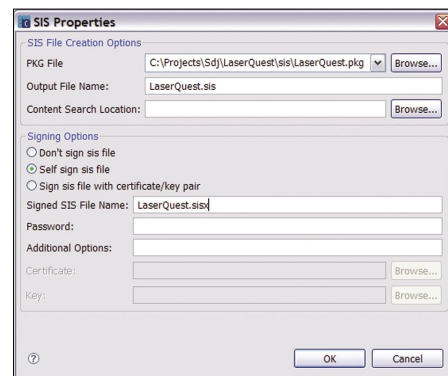 SIS Properties
SIS File Creation Options
PKG File C:\Projects\Sdj\LaserQuest\sis\LaserQuest.pkg Browse...
Output File Name: LaserQuest.sis
Content Search Location: Browse...
Signing Options
Don't sign sis file
Self sign sis file
Sign sis file with certificate/key pair
Signed SIS File Name: LaserQuest.sisx
Password:
Additional Options:
Certificate: Browse...
Key: Browse...
? OK Cancel